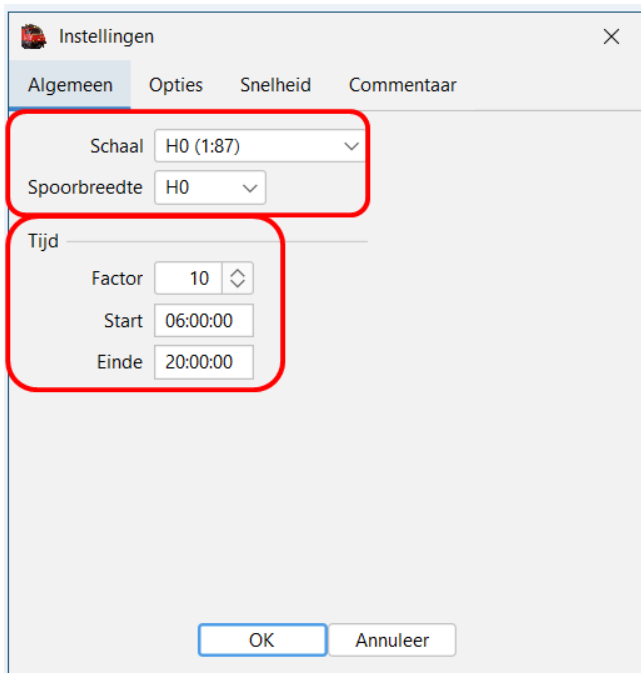 Instellingen
Algemeen Opties Snelheid Commentaar
Schaal H0 (1:87)
Spoorbreedte H0
Tijd
Factor 10
Start 06:00:00
Einde 20:00:00
OK Annuleer